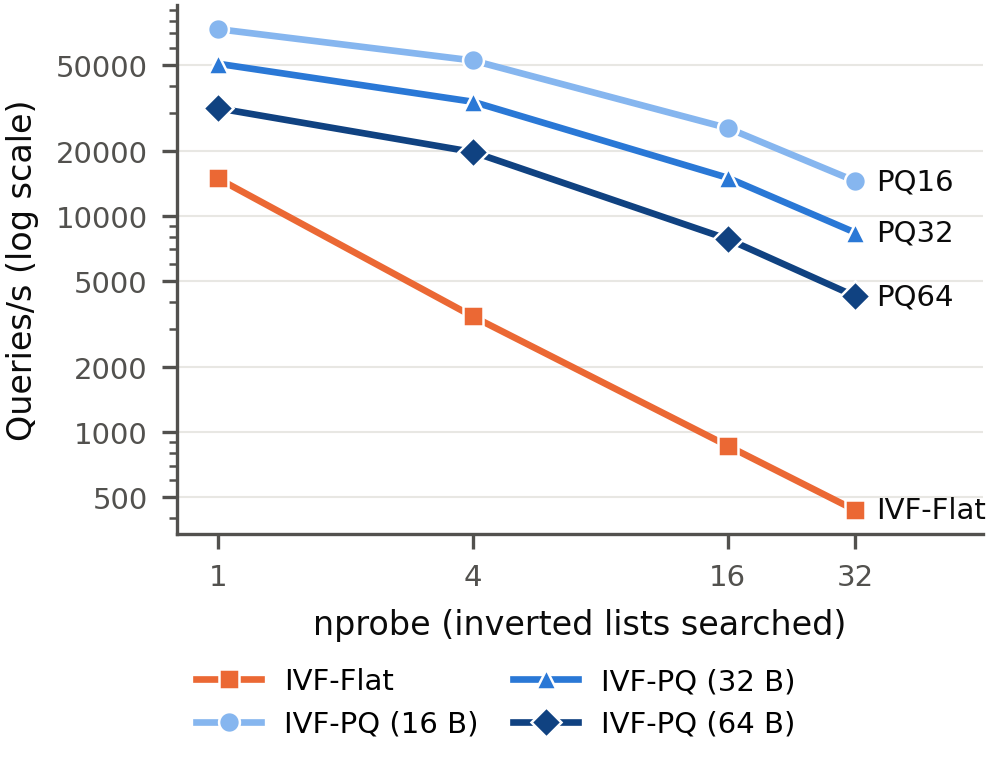 Queries/s (log scale)
50000
20000
10000
5000
2000
1000
500
PQ16
PQ32
PQ64
IVF-Flat
1 4 16 32
nprobe (inverted lists searched)
IVF-Flat IVF-PQ (32 B)
IVF-PQ (16 B) IVF-PQ (64 B)